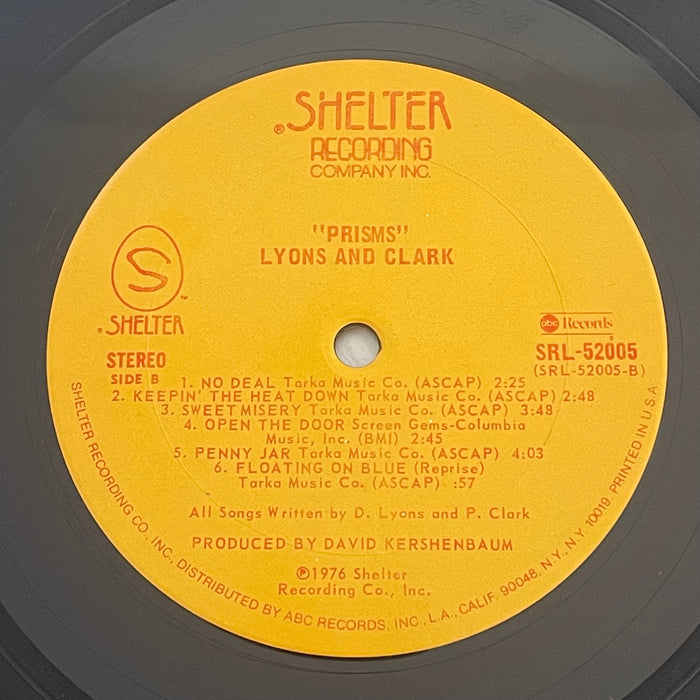 ® SHELTER
RECORDING
COMPANY INC.
"PRISMS"
LYONS AND CLARK
S
™
® SHELTER
STEREO
SIDE B
abc Records
SRL-52005
(SRL-52005-B)
1. NO DEAL Tarka Music Co. (ASCAP) 2:25
2. KEEPIN' THE HEAT DOWN Tarka Music Co. (ASCAP) 2:48
3. SWEET MISERY Tarka Music Co. (ASCAP) 3:48
4. OPEN THE DOOR Screen Gems-Columbia
Music, Inc. (BMI) 2:45
5. PENNY JAR Tarka Music Co. (ASCAP) 4:03
6. FLOATING ON BLUE (Reprise)
Tarka Music Co. (ASCAP) :57
All Songs Written by D. Lyons and P. Clark
PRODUCED BY DAVID KERSHENBAUM
℗1976 Shelter
Recording Co., Inc.
SHELTER RECORDING CO., INC., DISTRIBUTED BY ABC RECORDS, INC., L.A., CALIF. 90048, N.Y., N.Y. 10019 PRINTED IN U.S.A.